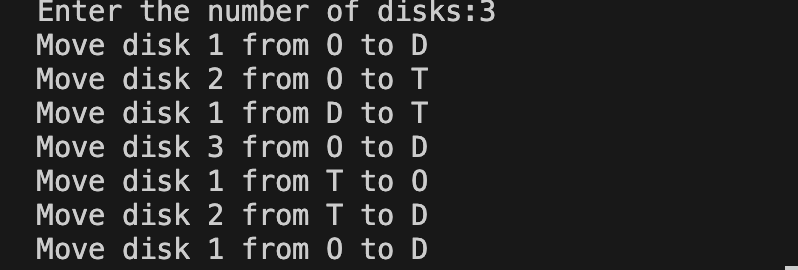 Enter the number of disks:3
Move disk 1 from O to D
Move disk 2 from O to T
Move disk 1 from D to T
Move disk 3 from O to D
Move disk 1 from T to O
Move disk 2 from T to D
Move disk 1 from O to D